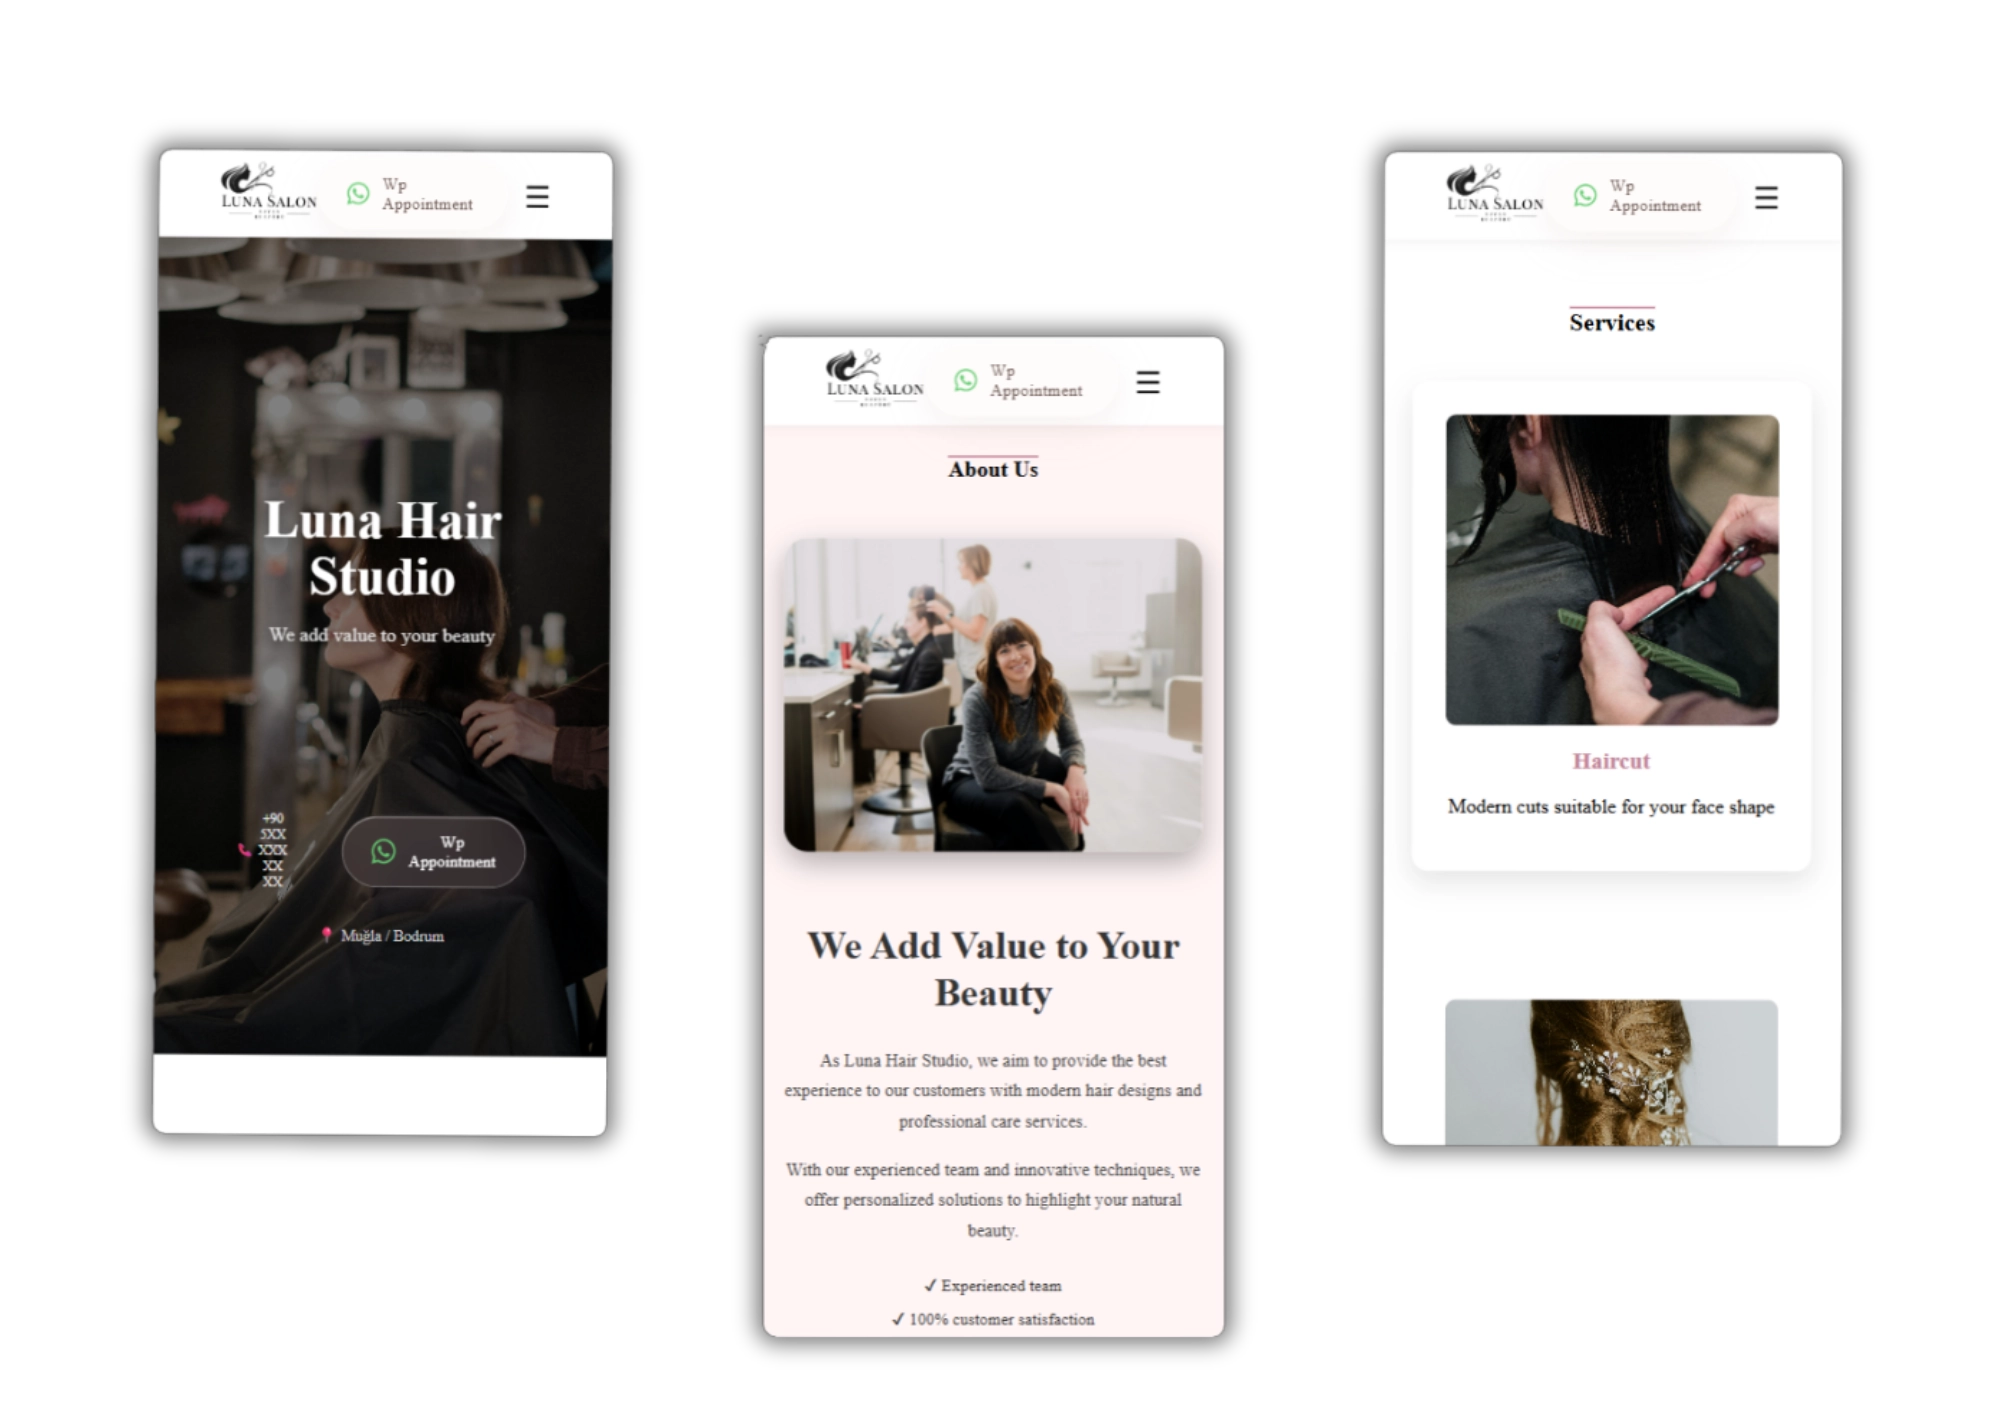 LUNA SALON
Wp
Appointment
Luna Hair
Studio
We add value to your beauty
+90
5XX
XXX
XX
XX
Wp
Appointment
Muğla / Bodrum
LUNA SALON
Wp
Appointment
About Us
We Add Value to Your
Beauty
As Luna Hair Studio, we aim to provide the best
experience to our customers with modern hair designs and
professional care services.
With our experienced team and innovative techniques, we
offer personalized solutions to highlight your natural
beauty.
✓ Experienced team
✓ 100% customer satisfaction
LUNA SALON
Wp
Appointment
Services
Haircut
Modern cuts suitable for your face shape